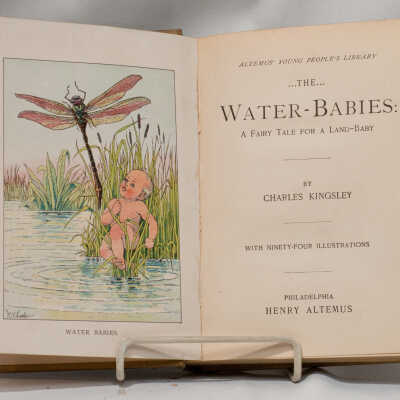 WATER BABIES.
ALTEMUS' YOUNG PEOPLE'S LIBRARY
...THE...
WATER-BABIES:
A FAIRY TALE FOR A LAND-BABY
BY
CHARLES KINGSLEY
WITH NINETY-FOUR ILLUSTRATIONS
PHILADELPHIA
HENRY ALTEMUS